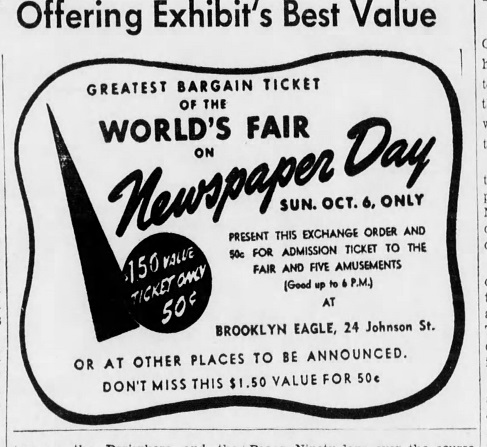 Offering Exhibit's Best Value
GREATEST BARGAIN TICKET
OF THE
WORLD'S FAIR
ON
Newspaper Day
SUN. OCT. 6, ONLY
PRESENT THIS EXCHANGE ORDER AND
50c FOR ADMISSION TICKET TO THE
FAIR AND FIVE AMUSEMENTS
(Good up to 6 P.M.)
AT
$1.50 VALUE
TICKET ONLY
50¢
BROOKLYN EAGLE, 24 Johnson St.
OR AT OTHER PLACES TO BE ANNOUNCED.
DON'T MISS THIS $1.50 VALUE FOR 50¢